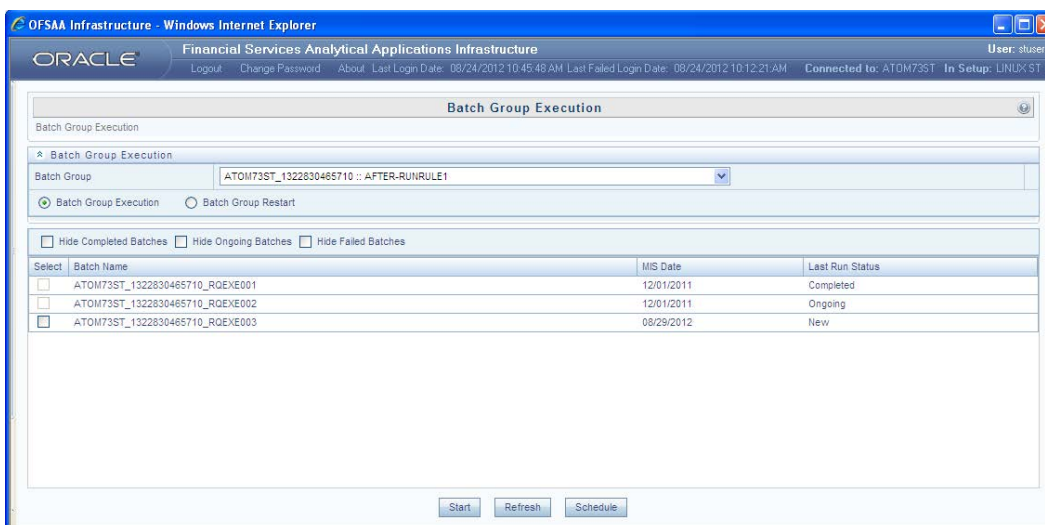 OFSAA Infrastructure - Windows Internet Explorer
ORACLE
Financial Services Analytical Applications Infrastructure
User: stuser
Logout Change Password About Last Login Date: 08/24/2012 10:45:48 AM Last Failed Login Date: 08/24/2012 10:12:21:AM Connected to: ATOM73ST In Setup: LINUX ST
Batch Group Execution
Batch Group Execution
Batch Group Execution
Batch Group ATOM73ST_1322830465710 :: AFTER-RUNRULE1
Batch Group Execution Batch Group Restart
Hide Completed Batches Hide Ongoing Batches Hide Failed Batches
Select Batch Name MIS Date Last Run Status
ATOM73ST_1322830465710_RQEXE001 12/01/2011 Completed
ATOM73ST_1322830465710_RQEXE002 12/01/2011 Ongoing
ATOM73ST_1322830465710_RQEXE003 08/29/2012 New
Start Refresh Schedule